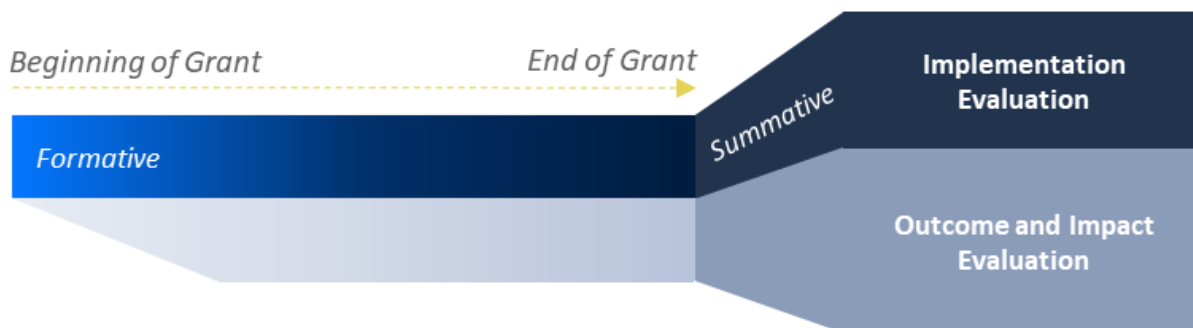 Beginning of Grant
End of Grant
Formative
Summative
Implementation
Evaluation
Outcome and Impact
Evaluation